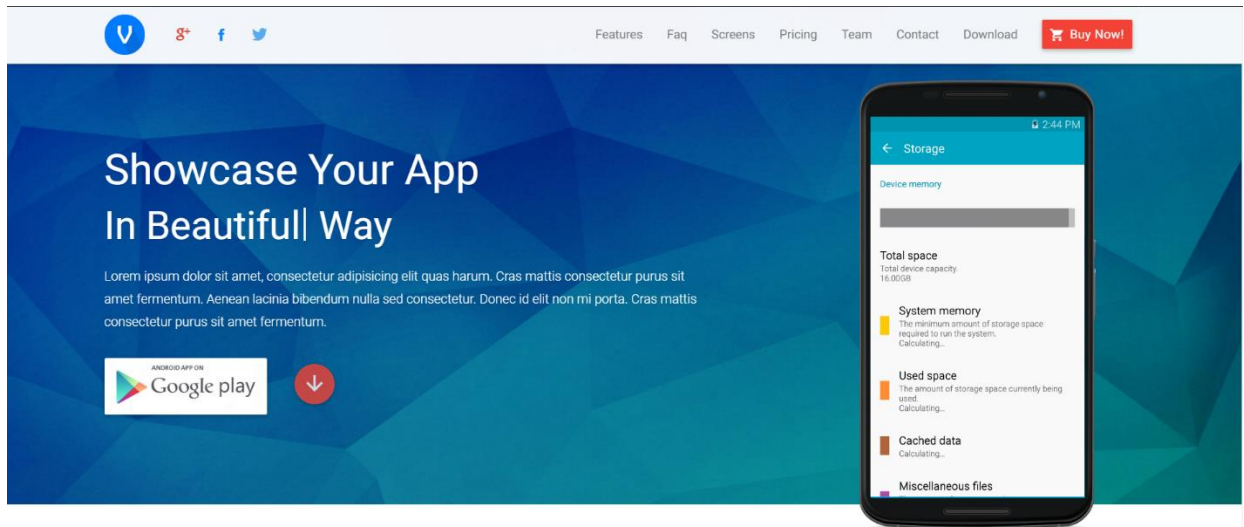 V
g+ f
Features Faq Screens Pricing Team Contact Download Buy Now!
Showcase Your App
In Beautiful| Way
Lorem ipsum dolor sit amet, consectetur adipisicing elit quas harum. Cras mattis consectetur purus sit
amet fermentum. Aenean lacinia bibendum nulla sed consectetur. Donec id elit non mi porta. Cras mattis
consectetur purus sit amet fermentum.
ANDROID APP ON
Google play
2:44 PM
Storage
Device memory
Total space
Total device capacity.
16.00GB
System memory
The minimum amount of storage space
required to run the system.
Calculating...
Used space
The amount of storage space currently being
used.
Calculating...
Cached data
Calculating...
Miscellaneous files